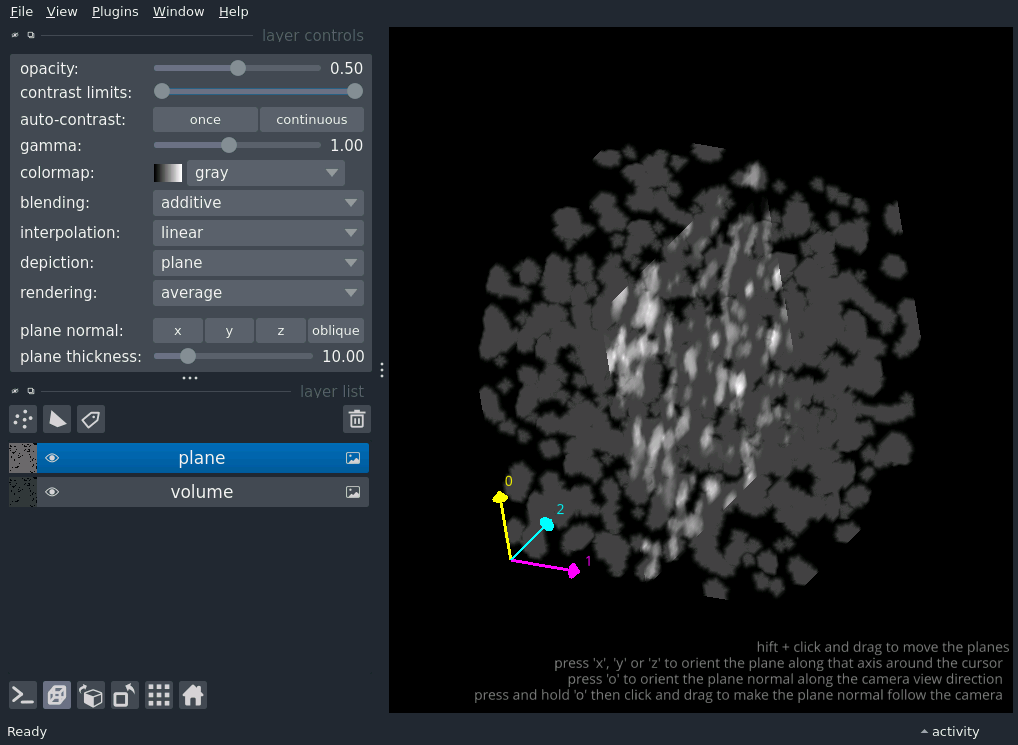 File View Plugins Window Help
layer controls
opacity: 0.50
contrast limits:
auto-contrast: once continuous
gamma: 1.00
colormap: gray
blending: additive
interpolation: linear
depiction: plane
rendering: average
plane normal: x y z oblique
plane thickness: 10.00
layer list
plane
volume
0
2
1
hift + click and drag to move the planes
press 'x', 'y' or 'z' to orient the plane along that axis around the cursor
press 'o' to orient the plane normal along the camera view direction
press and hold 'o' then click and drag to make the plane normal follow the camera
Ready activity